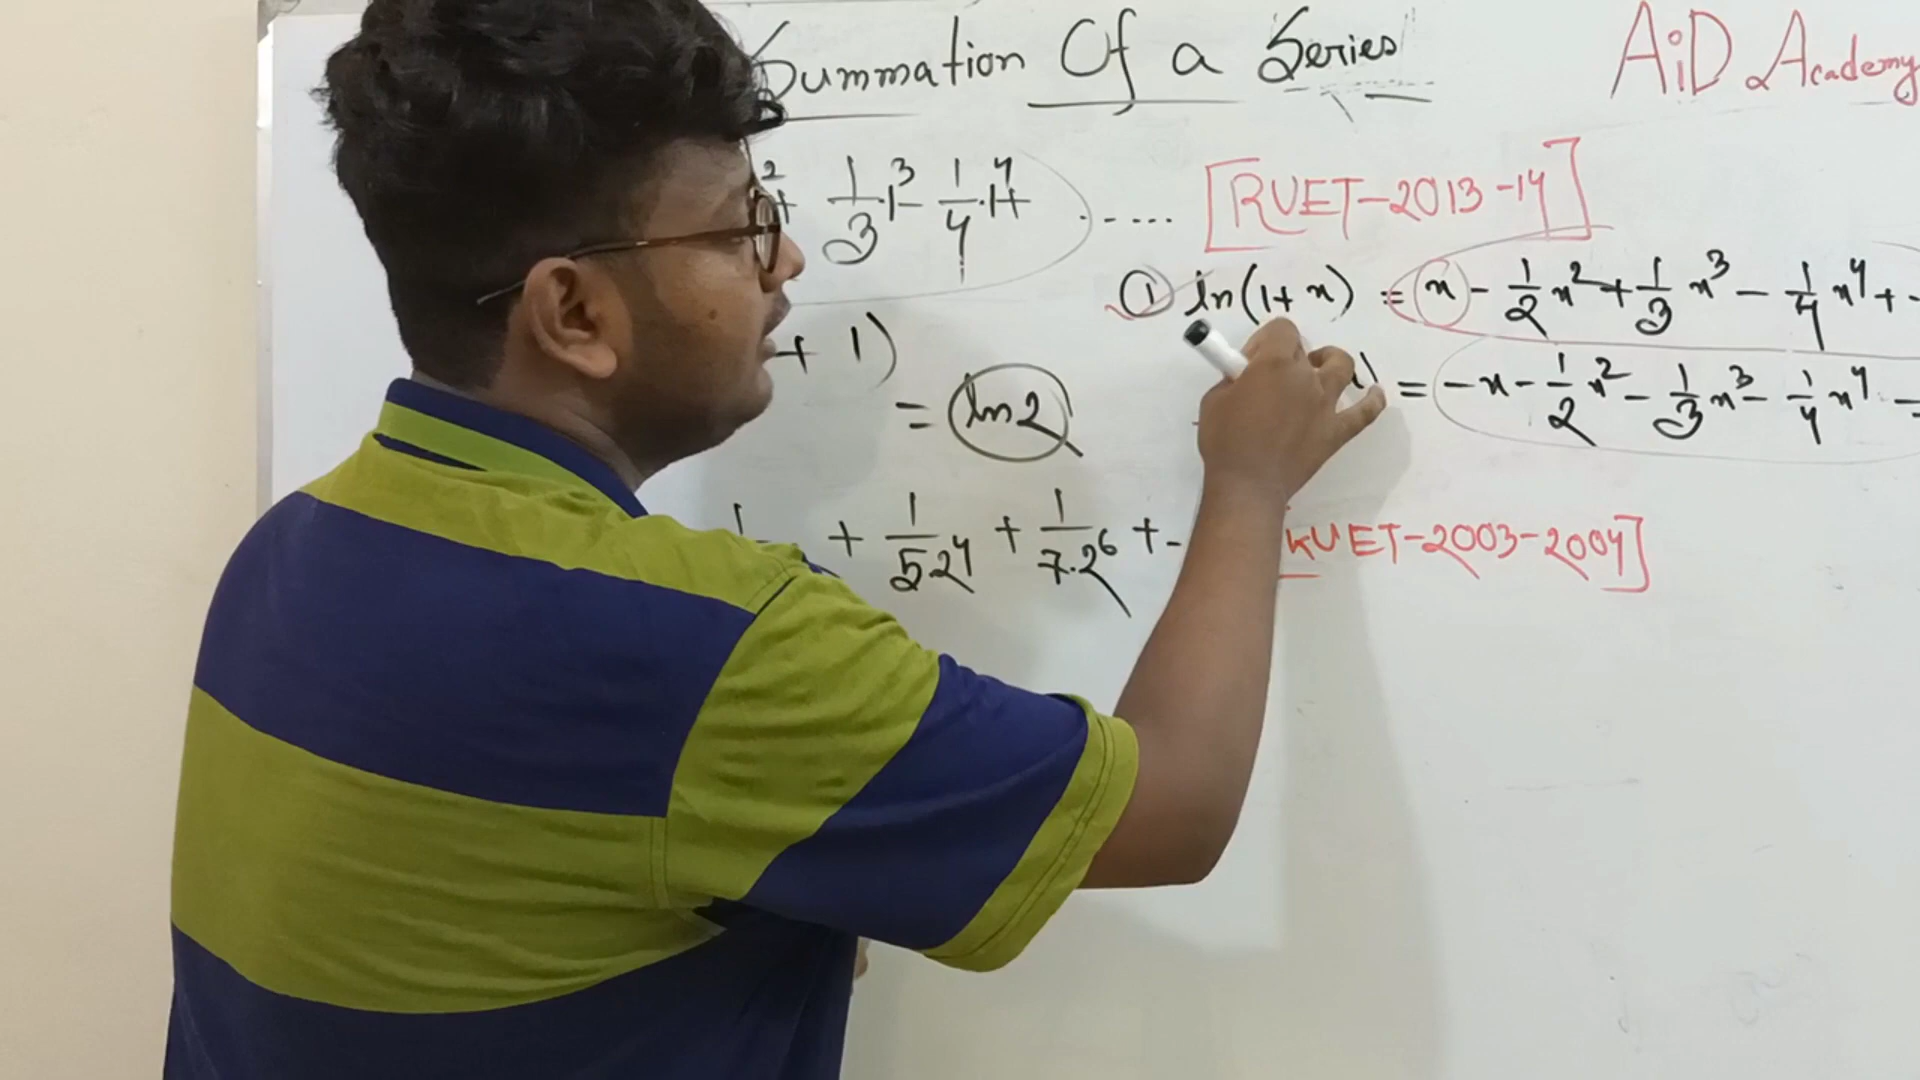 Summation Of a Series
AiD Academy
² + 1/3·1³ - 1/4·1⁴ + ..... [RUET-2013-14]
① ln(1+x) = x - 1/2 x² + 1/3 x³ - 1/4 x⁴ + -
+ 1)
= ln2
x) = -x - 1/2 x² - 1/3 x³ - 1/4 x⁴ -
+ 1/5.2⁴ + 1/7.2⁶ + - KUET-2003-2004]